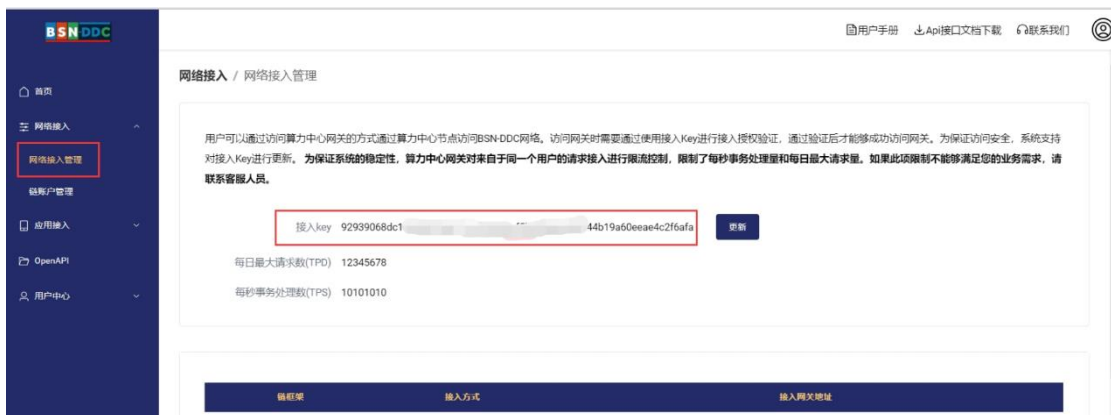 BSN-DDC
用户手册
Api接口文档下载
联系我们
首页
网络接入
网络接入管理
链账户管理
应用接入
OpenAPI
用户中心
网络接入 / 网络接入管理
用户可以通过访问算力中心网关的方式通过算力中心节点访问BSN-DDC网络。访问网关时需要通过使用接入Key进行接入授权验证，通过验证后才能够成功访问网关。为保证访问安全，系统支持
对接入Key进行更新。为保证系统的稳定性，算力中心网关对来自于同一个用户的请求接入进行限流控制，限制了每秒事务处理量和每日最大请求量。如果此项限制不能够满足您的业务需求，请
联系客服人员。
接入key 92939068dc1 44b19a60eeae4c2f6afa 更新
每日最大请求数(TPD) 12345678
每秒事务处理数(TPS) 10101010
链框架 接入方式 接入网关地址